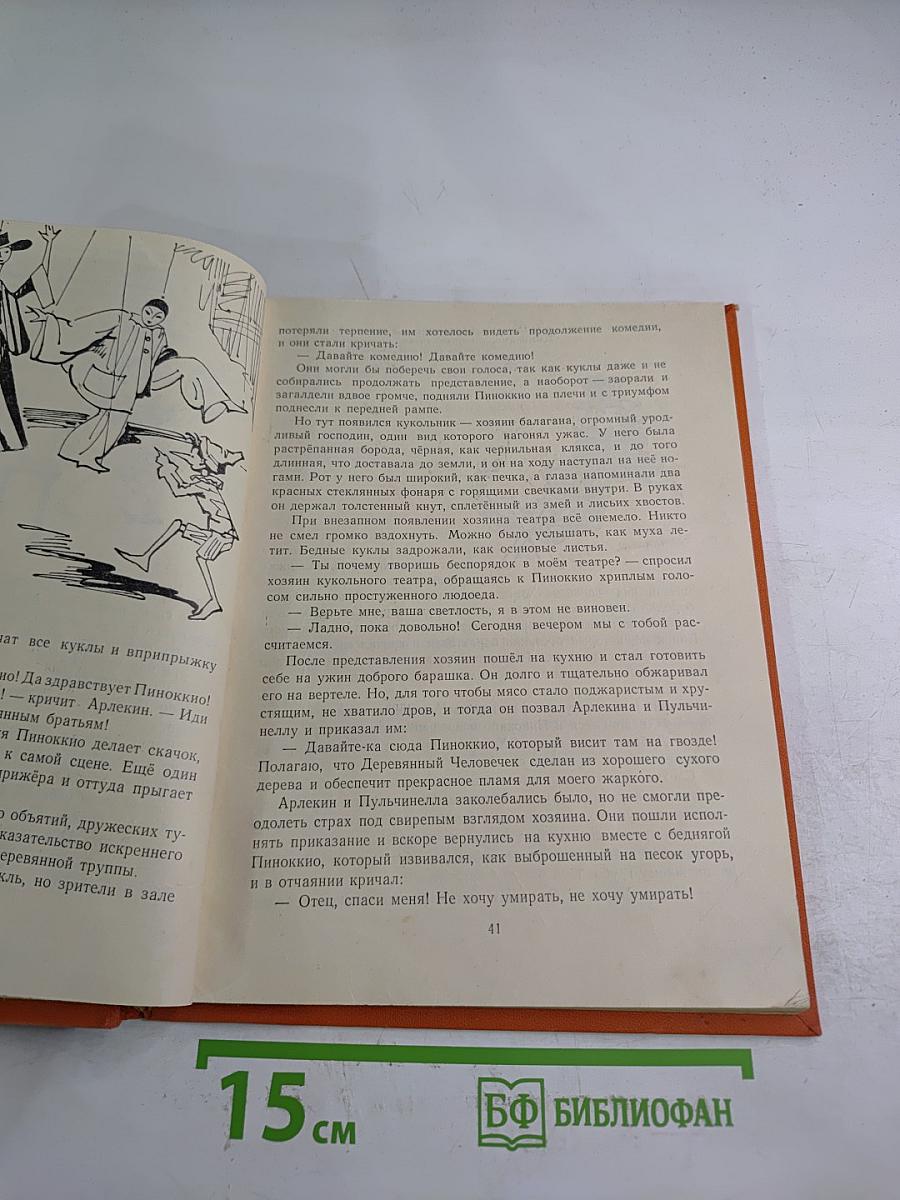 чат все куклы и вприпрыжку
но! Да здравствует Пиноккио!
! — кричит Арлекин. — Иди
янным братьям!
я Пиноккио делает скачок,
к самой сцене. Ещё один
рижёра и оттуда прыгает
о объятий, дружеских ту-
казательство искреннего
еревянной труппы.
кль, но зрители в зале
потеряли терпение, им хотелось видеть продолжение комедии,
и они стали кричать:
— Давайте комедию! Давайте комедию!
Они могли бы поберечь свои голоса, так как куклы даже и не
собирались продолжать представление, а наоборот — заорали и
загалдели вдвое громче, подняли Пиноккио на плечи и с триумфом
поднесли к передней рампе.
Но тут появился кукольник — хозяин балагана, огромный урод-
ливый господин, один вид которого нагонял ужас. У него была
растрёпанная борода, чёрная, как чернильная клякса, и до того
длинная, что доставала до земли, и он на ходу наступал на неё но-
гами. Рот у него был широкий, как печка, а глаза напоминали два
красных стеклянных фонаря с горящими свечками внутри. В руках
он держал толстенный кнут, сплетённый из змей и лисьих хвостов.
При внезапном появлении хозяина театра всё онемело. Никто
не смел громко вздохнуть. Можно было услышать, как муха ле-
тит. Бедные куклы задрожали, как осиновые листья.
— Ты почему творишь беспорядок в моём театре? — спросил
хозяин кукольного театра, обращаясь к Пиноккио хриплым голо-
сом сильно простуженного людоеда.
— Верьте мне, ваша светлость, я в этом не виновен.
— Ладно, пока довольно! Сегодня вечером мы с тобой рас-
считаемся.
После представления хозяин пошёл на кухню и стал готовить
себе на ужин доброго барашка. Он долго и тщательно обжаривал
его на вертеле. Но, для того чтобы мясо стало поджаристым и хру-
стящим, не хватило дров, и тогда он позвал Арлекина и Пульчи-
неллу и приказал им:
— Давайте-ка сюда Пиноккио, который висит там на гвозде!
Полагаю, что Деревянный Человечек сделан из хорошего сухого
дерева и обеспечит прекрасное пламя для моего жарко́го.
Арлекин и Пульчинелла заколебались было, но не смогли пре-
одолеть страх под свирепым взглядом хозяина. Они пошли испол-
нять приказание и вскоре вернулись на кухню вместе с беднягой
Пиноккио, который извивался, как выброшенный на песок угорь,
и в отчаянии кричал:
— Отец, спаси меня! Не хочу умирать, не хочу умирать!
41
15 см
БФ БИБЛИОФАН